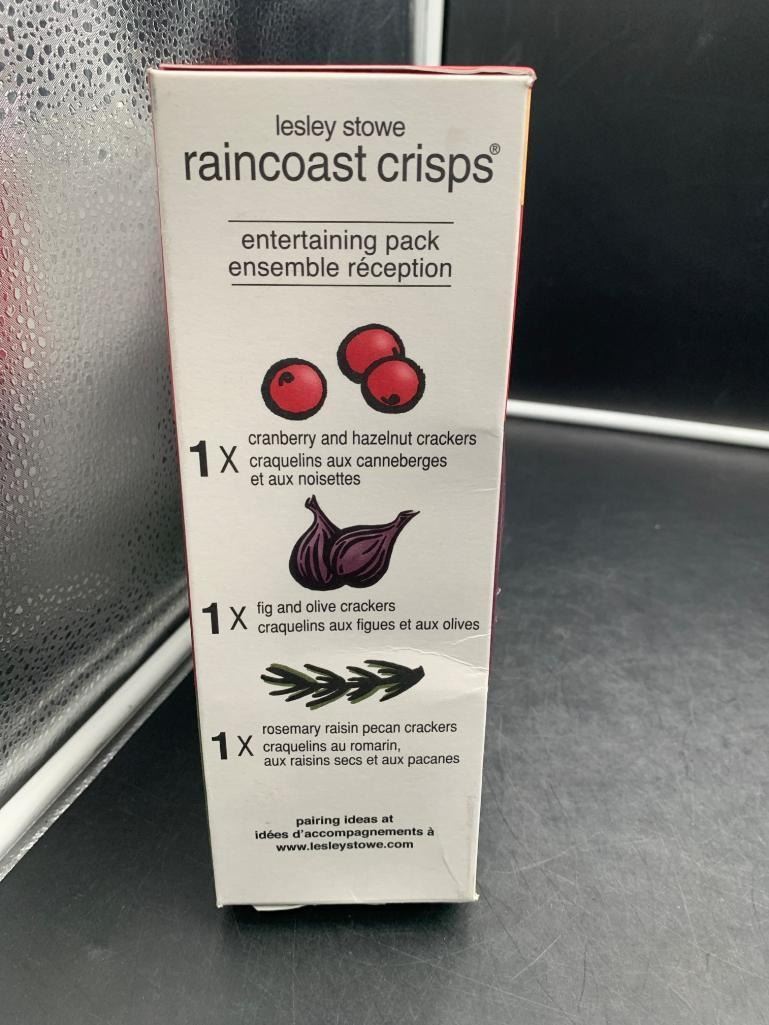 lesley stowe
raincoast crisps®
entertaining pack
ensemble réception
1 X cranberry and hazelnut crackers
craquelins aux canneberges
et aux noisettes
1 X fig and olive crackers
craquelins aux figues et aux olives
1 X rosemary raisin pecan crackers
craquelins au romarin,
aux raisins secs et aux pacanes
pairing ideas at
idées d'accompagnements à
www.lesleystowe.com